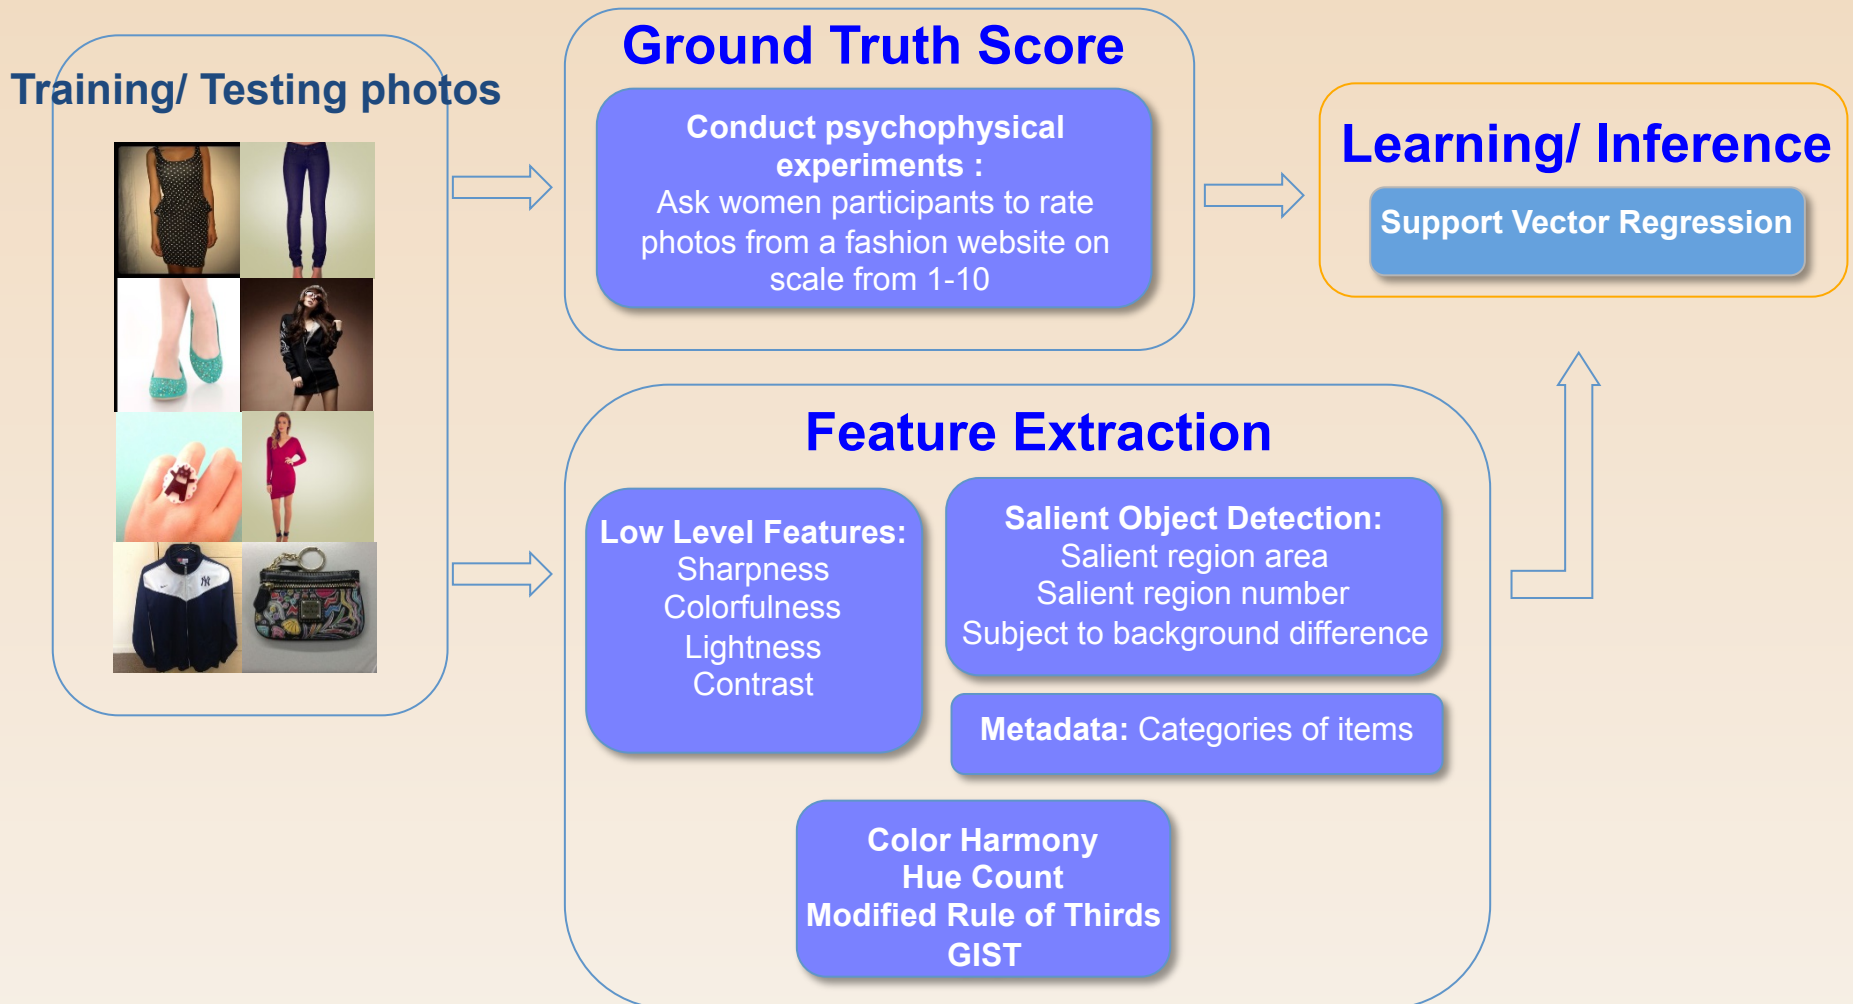 Training/ Testing photos
Ground Truth Score
Conduct psychophysical
experiments :
Ask women participants to rate
photos from a fashion website on
scale from 1-10
Learning/ Inference
Support Vector Regression
Feature Extraction
Low Level Features:
Sharpness
Colorfulness
Lightness
Contrast
Salient Object Detection:
Salient region area
Salient region number
Subject to background difference
Metadata: Categories of items
Color Harmony
Hue Count
Modified Rule of Thirds
GIST